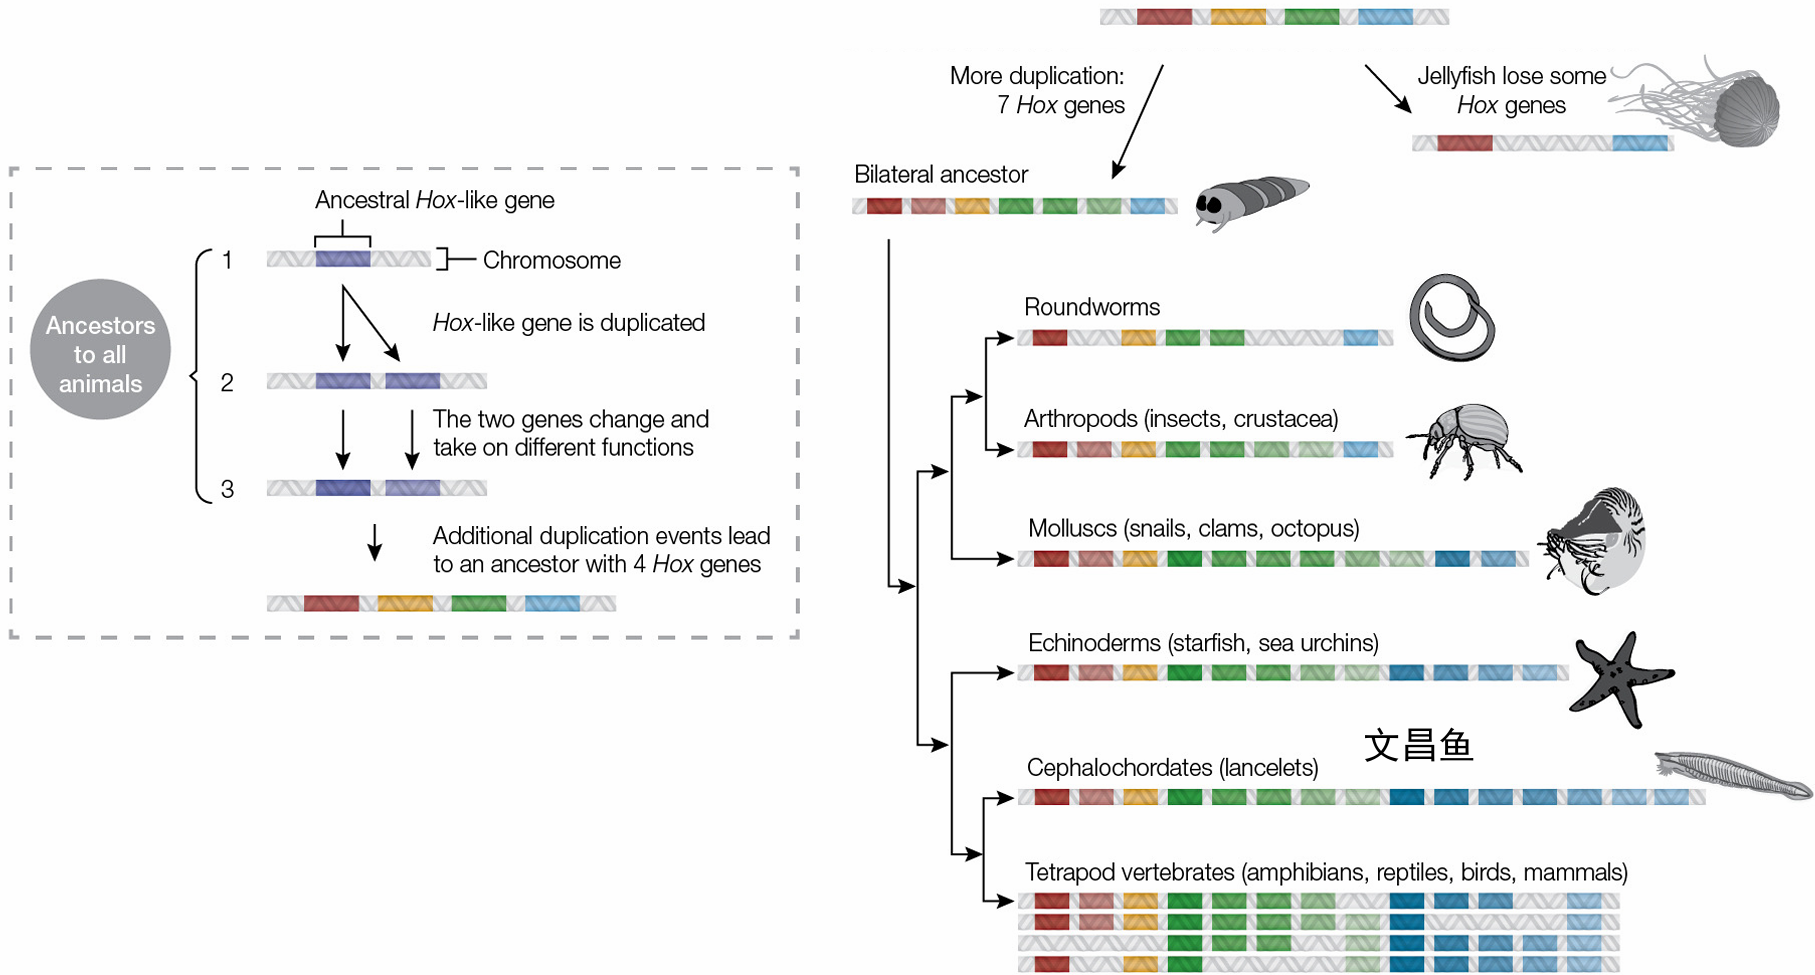 Ancestral Hox-like gene
1
Chromosome
Ancestors
to all
animals
Hox-like gene is duplicated
2
The two genes change and
take on different functions
3
Additional duplication events lead
to an ancestor with 4 Hox genes
More duplication:
7 Hox genes
Jellyfish lose some
Hox genes
Bilateral ancestor
Roundworms
Arthropods (insects, crustacea)
Molluscs (snails, clams, octopus)
Echinoderms (starfish, sea urchins)
文昌鱼
Cephalochordates (lancelets)
Tetrapod vertebrates (amphibians, reptiles, birds, mammals)